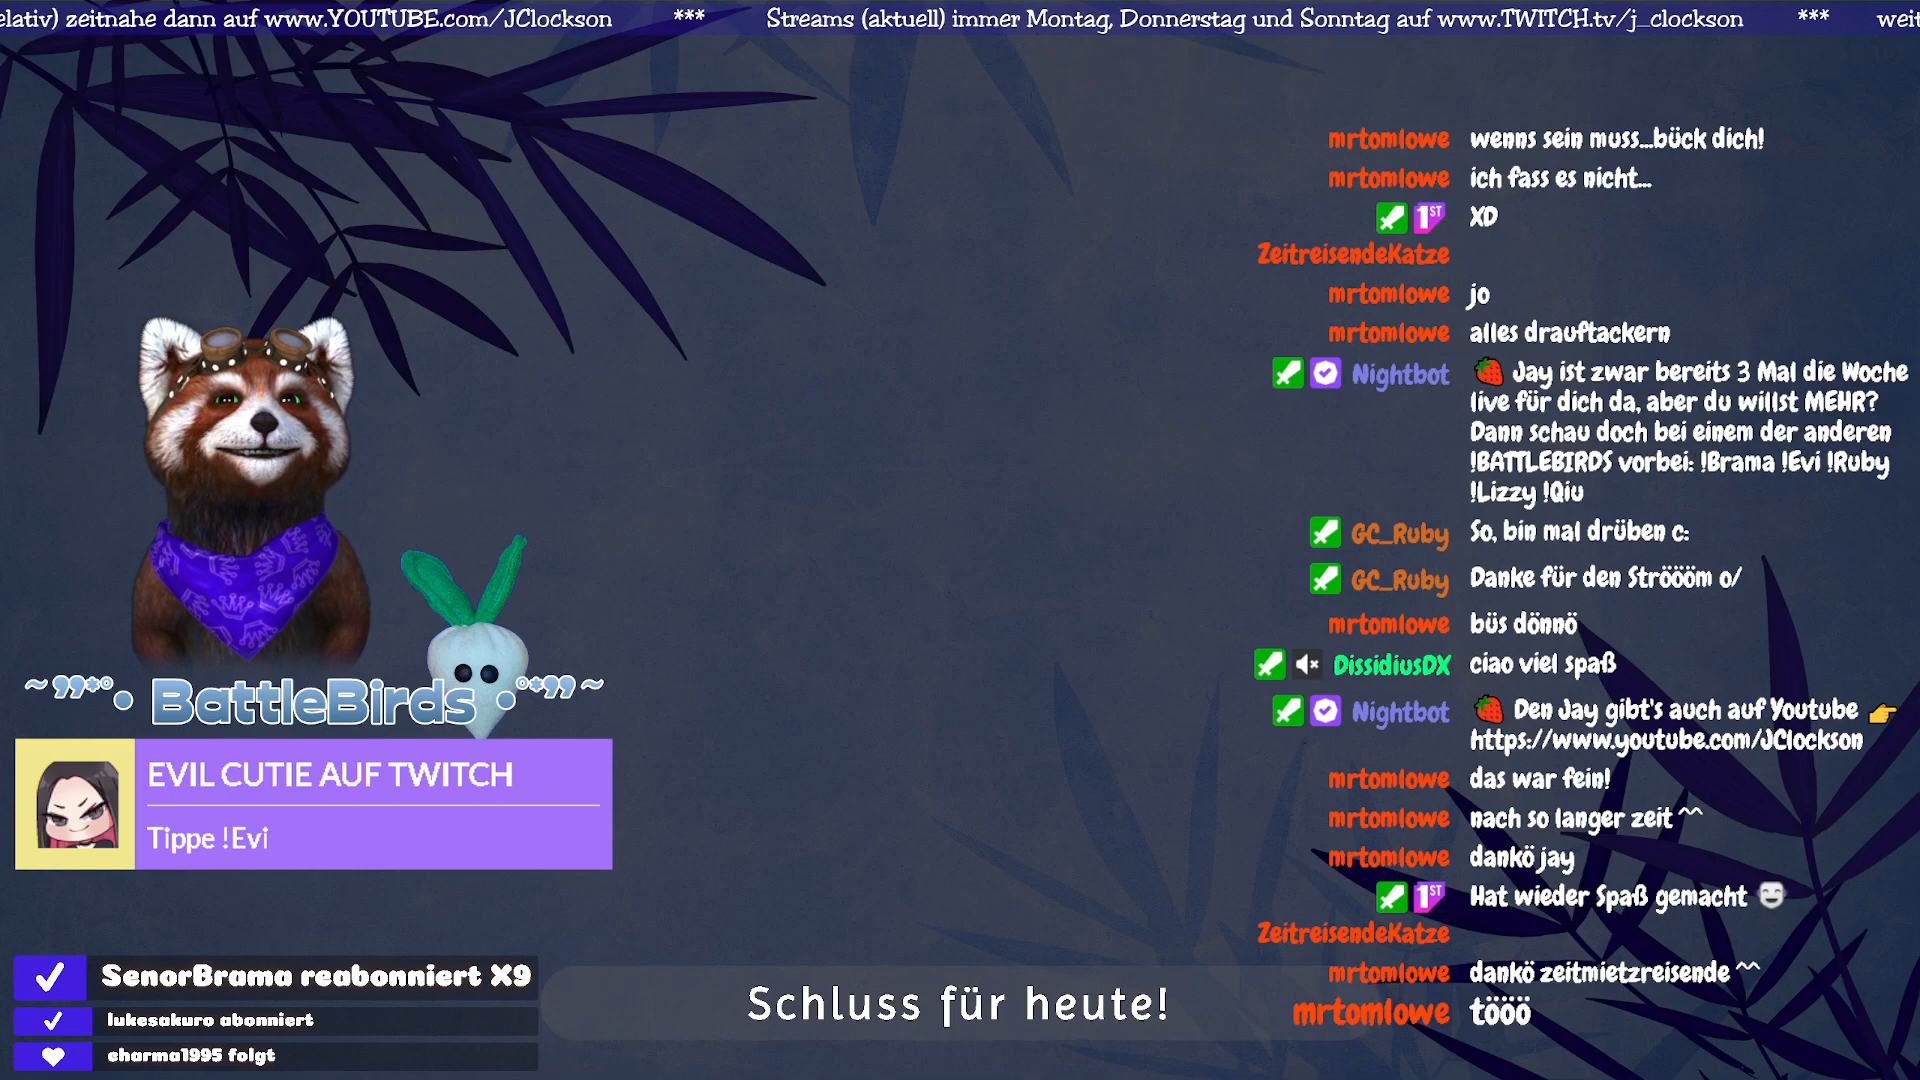 elativ) zeitnahe dann auf www.YOUTUBE.com/JClockson *** Streams (aktuell) immer Montag, Donnerstag und Sonntag auf www.TWITCH.tv/j_clockson *** weit
mrtomlowe wenns sein muss...bück dich!
mrtomlowe ich fass es nicht...
1ST XD
ZeitreisendeKatze
mrtomlowe jo
mrtomlowe alles drauftackern
Nightbot 🍓 Jay ist zwar bereits 3 Mal die Woche
live für dich da, aber du willst MEHR?
Dann schau doch bei einem der anderen
!BATTLEBIRDS vorbei: !Brama !Evi !Ruby
!Lizzy !Qiu
GC_Ruby So, bin mal drüben c:
GC_Ruby Danke für den Ströööm o/
mrtomlowe büs dönnö
DissidiusDX ciao viel spaß
Nightbot 🍓 Den Jay gibt's auch auf Youtube 👉
https://www.youtube.com/JClockson
mrtomlowe das war fein!
mrtomlowe nach so langer zeit ^^
mrtomlowe dankö jay
1ST Hat wieder Spaß gemacht
ZeitreisendeKatze
mrtomlowe dankö zeitmietzreisende ^^
mrtomlowe töööö
~”*°• BattleBirds •°*”~
EVIL CUTIE AUF TWITCH
Tippe !Evi
SenorBrama reabonniert X9
lukesakuro abonniert
charma1995 folgt
Schluss für heute!